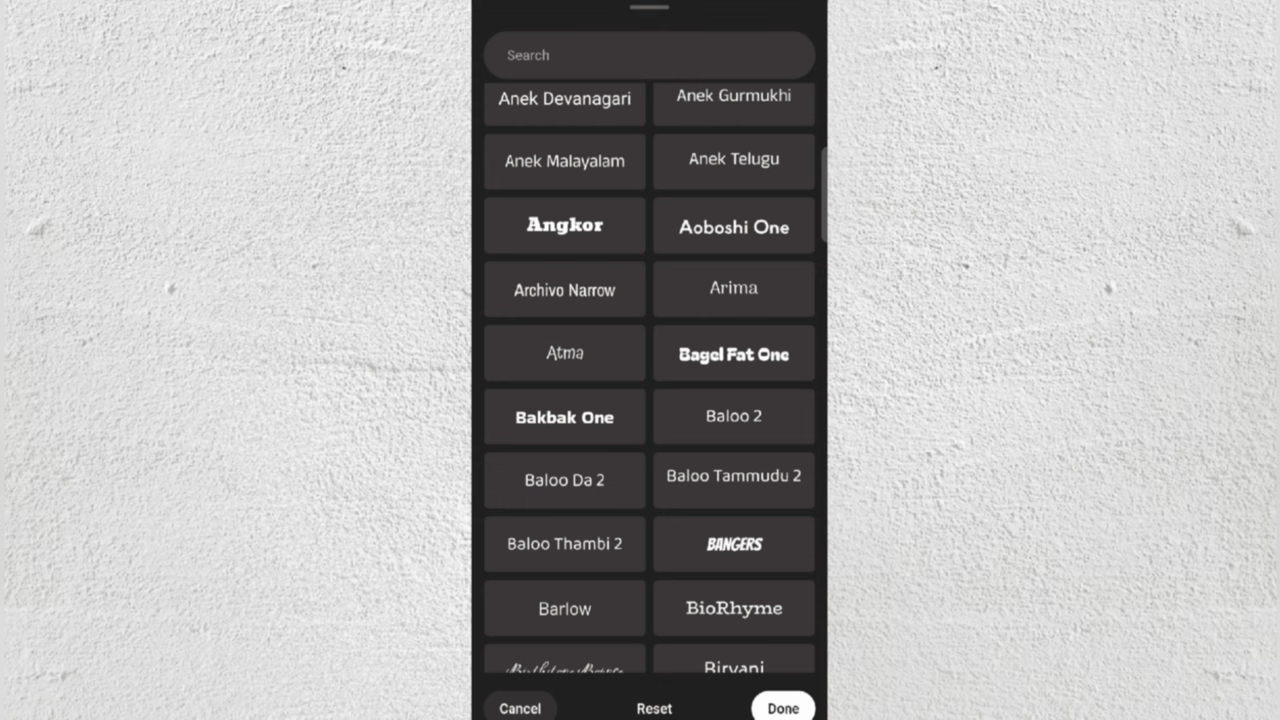 Search
Anek Devanagari
Anek Gurmukhi
Anek Malayalam
Anek Telugu
Angkor
Aoboshi One
Archivo Narrow
Arima
Atma
Bagel Fat One
Bakbak One
Baloo 2
Baloo Da 2
Baloo Tammudu 2
Baloo Thambi 2
BANGERS
Barlow
BioRhyme
Biryani
Cancel
Reset
Done